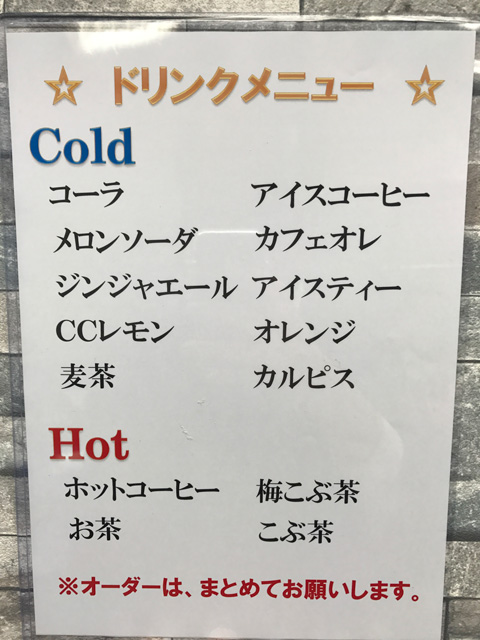 ☆ ドリンクメニュー ☆
Cold
コーラ アイスコーヒー
メロンソーダ カフェオレ
ジンジャエール アイスティー
CCレモン オレンジ
麦茶 カルピス
Hot
ホットコーヒー 梅こぶ茶
お茶 こぶ茶
※オーダーは、まとめてお願いします。